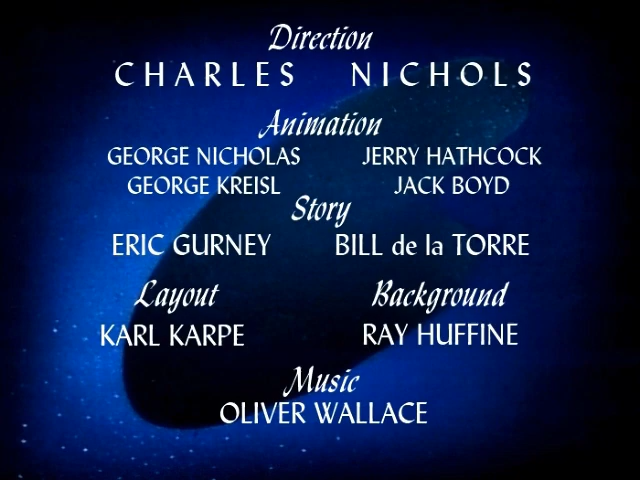 Direction
CHARLES NICHOLS
Animation
GEORGE NICHOLAS JERRY HATHCOCK
GEORGE KREISL JACK BOYD
Story
ERIC GURNEY BILL de la TORRE
Layout Background
KARL KARPE RAY HUFFINE
Music
OLIVER WALLACE